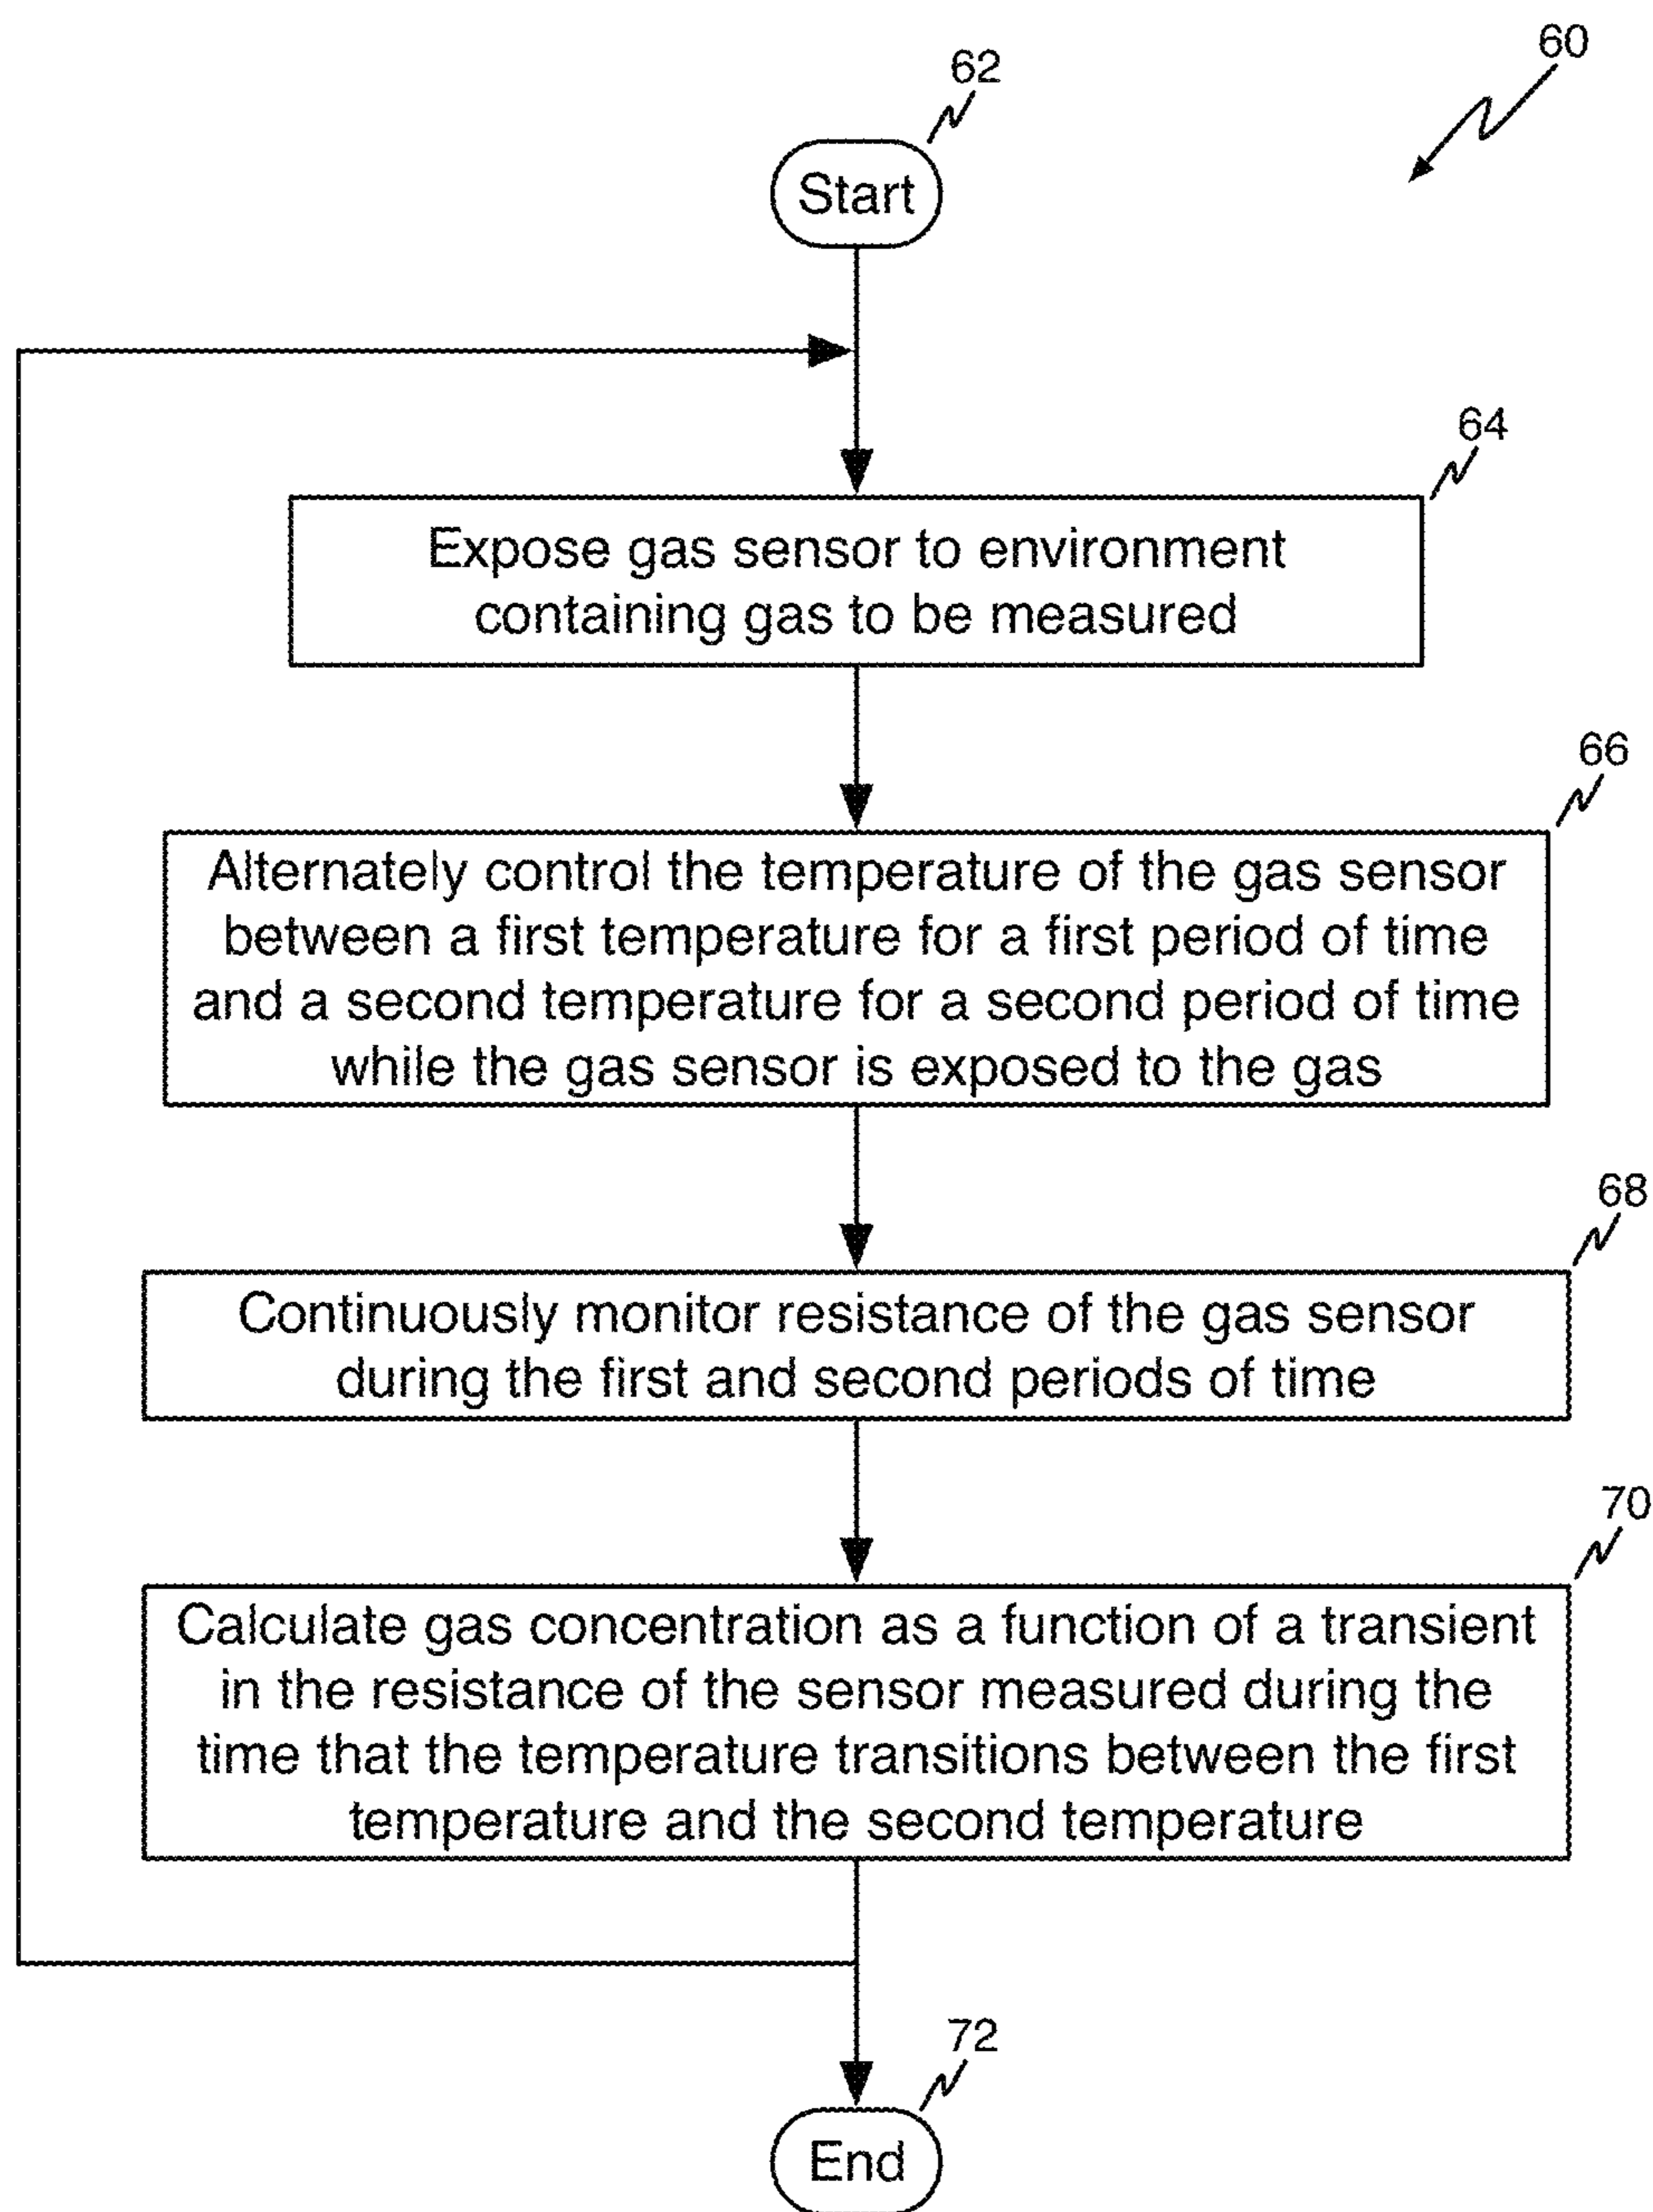 60
62
Start
64
Expose gas sensor to environment
containing gas to be measured
66
Alternately control the temperature of the gas sensor
between a first temperature for a first period of time
and a second temperature for a second period of time
while the gas sensor is exposed to the gas
68
Continuously monitor resistance of the gas sensor
during the first and second periods of time
70
Calculate gas concentration as a function of a transient
in the resistance of the sensor measured during the
time that the temperature transitions between the first
temperature and the second temperature
72
End